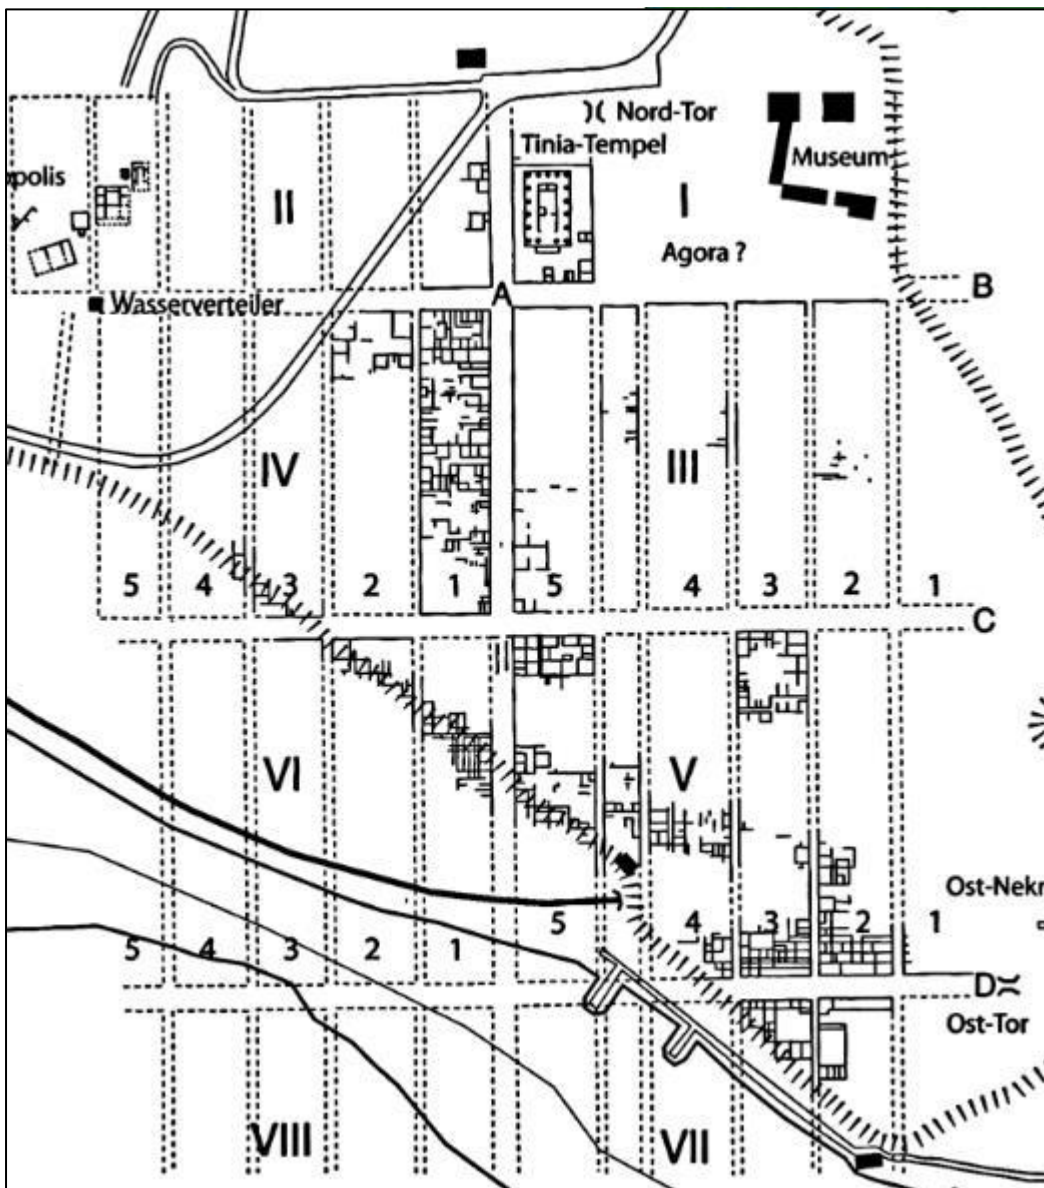 Nord-Tor
Tinia-Tempel
Museum
opolis
II
I
Agora ?
A
B
Wasserverteiler
IV
III
5 4 3 2 1 5 4 3 2 1
C
VI
V
Ost-Nekr
5 4 3 2 1 5 4 3 2 1
D
Ost-Tor
VIII
VII